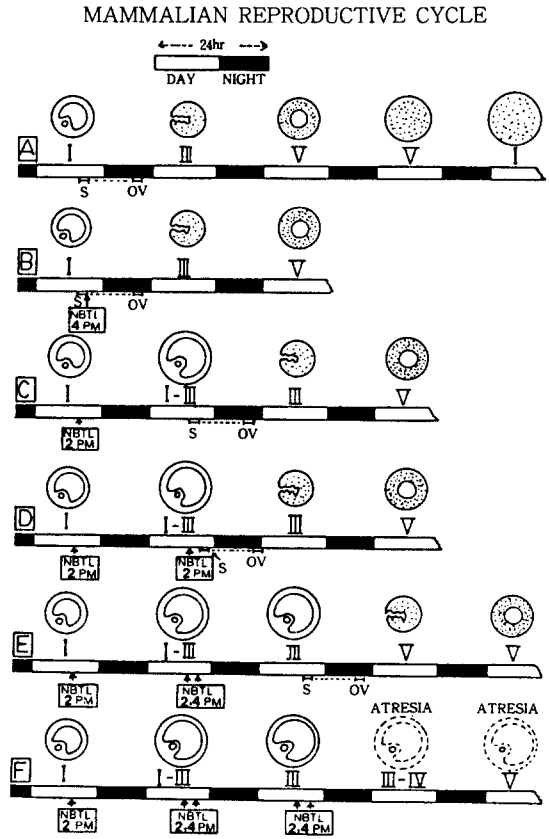 MAMMALIAN REPRODUCTIVE CYCLE
24hr
DAY NIGHT
A I III V V I
S OV
B I III V
S OV
NBTL
4 PM
C I I-III III V
S OV
NBTL
2 PM
D I I-III III V
NBTL
2 PM
NBTL
2 PM
S OV
E I I-III III V V
NBTL
2 PM
NBTL
2,4 PM
S OV
ATRESIA ATRESIA
F I I-III III III-IV V
NBTL
2 PM
NBTL
2,4 PM
NBTL
2,4 PM